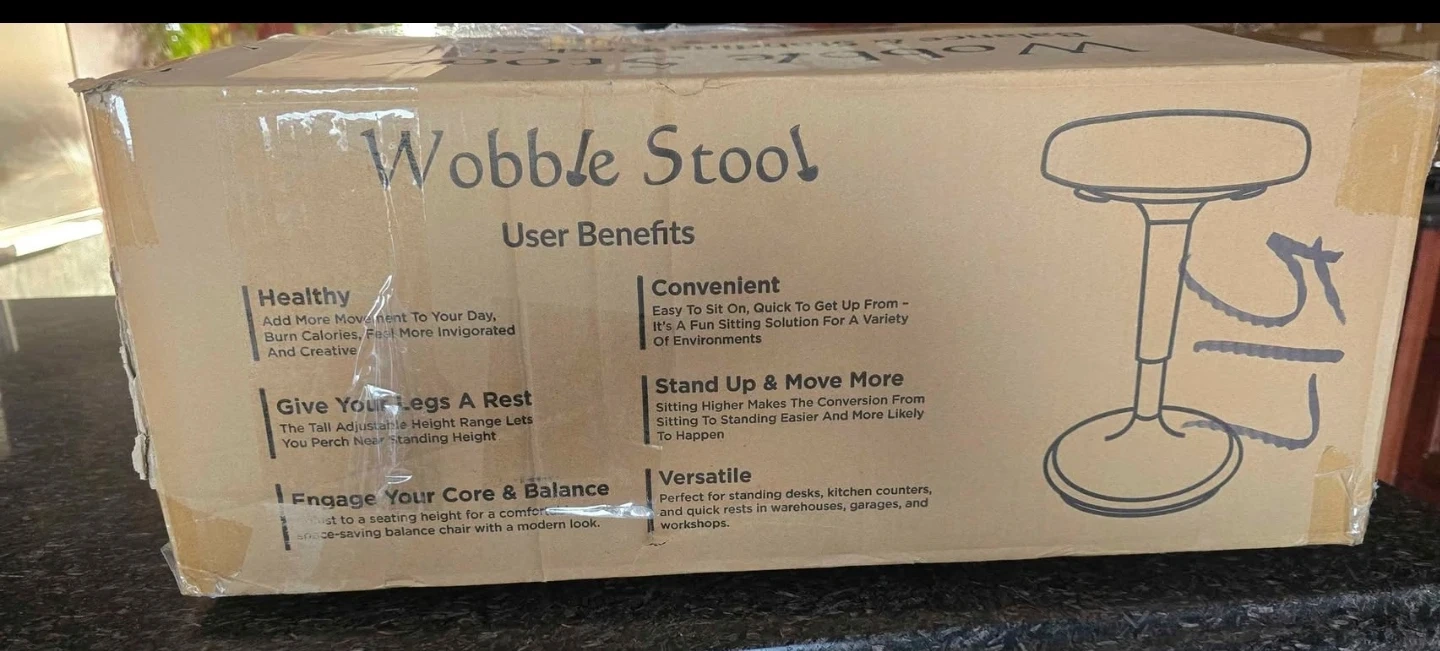 Wobble Stool
Wobble Stool
User Benefits
Healthy
Add More Movement To Your Day,
Burn Calories, Feel More Invigorated
And Creative
Give Your Legs A Rest
The Tall Adjustable Height Range Lets
You Perch Near Standing Height
Engage Your Core & Balance
to a seating height for a
balance chair with a modern look.
Convenient
Easy To Sit On, Quick To Get Up From –
It's A Fun Sitting Solution For A Variety
Of Environments
Stand Up & Move More
Sitting Higher Makes The Conversion From
Sitting To Standing Easier And More Likely
To Happen
Versatile
Perfect for standing desks, kitchen counters,
and quick rests in warehouses, garages, and
workshops.